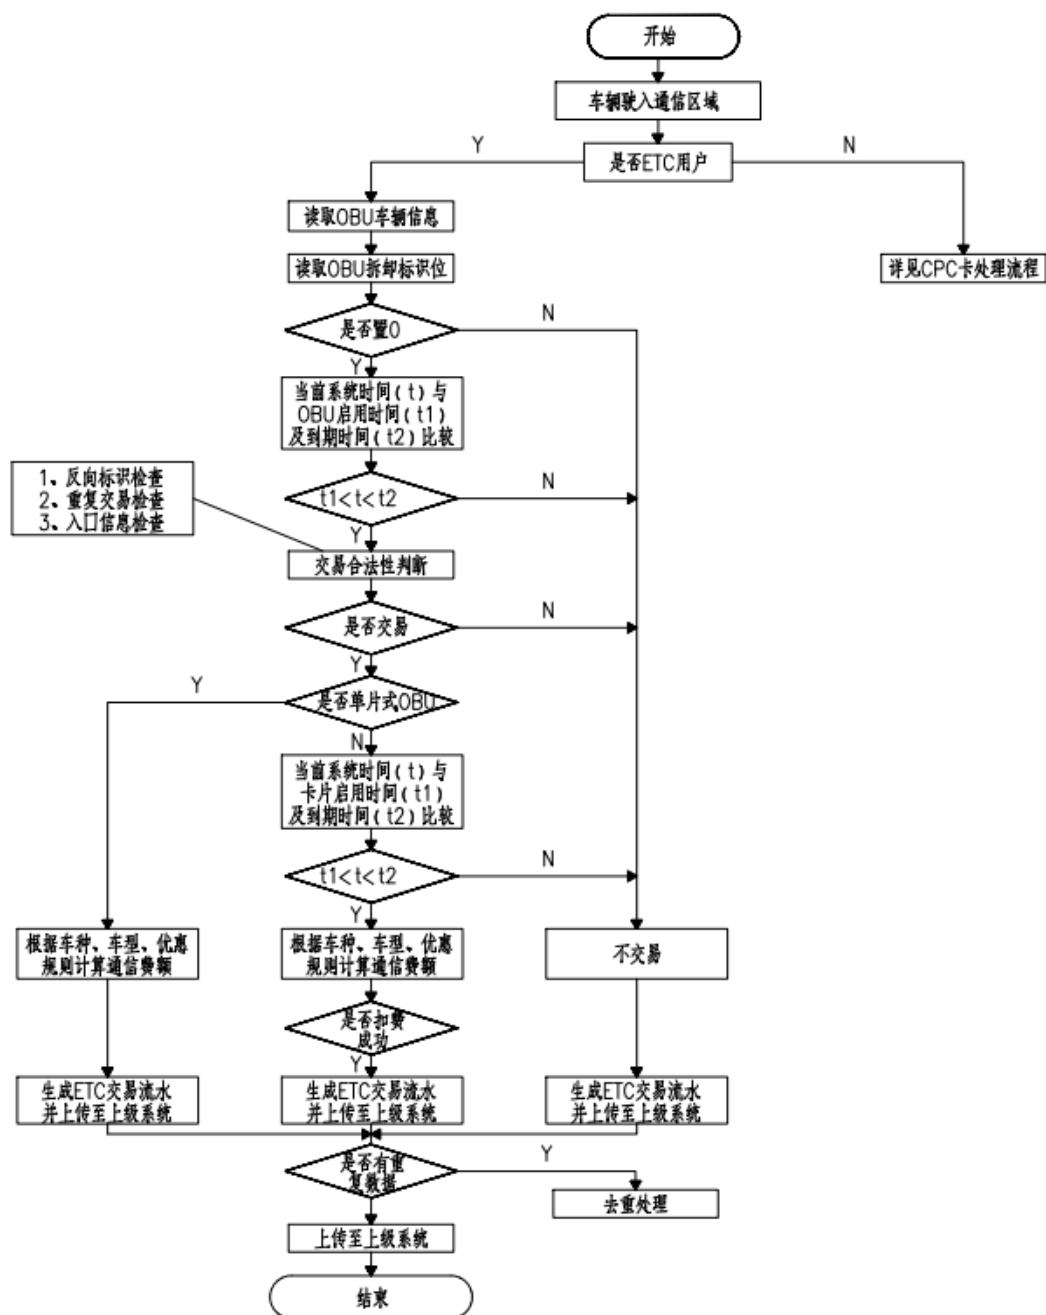 开始
车辆驶入通信区域
Y
是否ETC用户
N
读取OBU车辆信息
读取OBU拆卸标识位
详见CPC卡处理流程
是否置0
N
Y
当前系统时间(t)与
OBU启用时间(t1)
及到期时间(t2)比较
1、反向标识检查
2、重复交易检查
3、入口信息检查
t1<t<t2
N
Y
交易合法性判断
是否交易
N
Y
Y
是否单片式OBU
N
当前系统时间(t)与
卡片启用时间(t1)
及到期时间(t2)比较
t1<t<t2
N
Y
根据车种、车型、优惠
规则计算通信费额
根据车种、车型、优惠
规则计算通信费额
不交易
是否扣费
成功
Y
生成ETC交易流水
并上传至上级系统
生成ETC交易流水
并上传至上级系统
生成ETC交易流水
并上传至上级系统
是否有重
复数据
Y
去重处理
上传至上级系统
结束